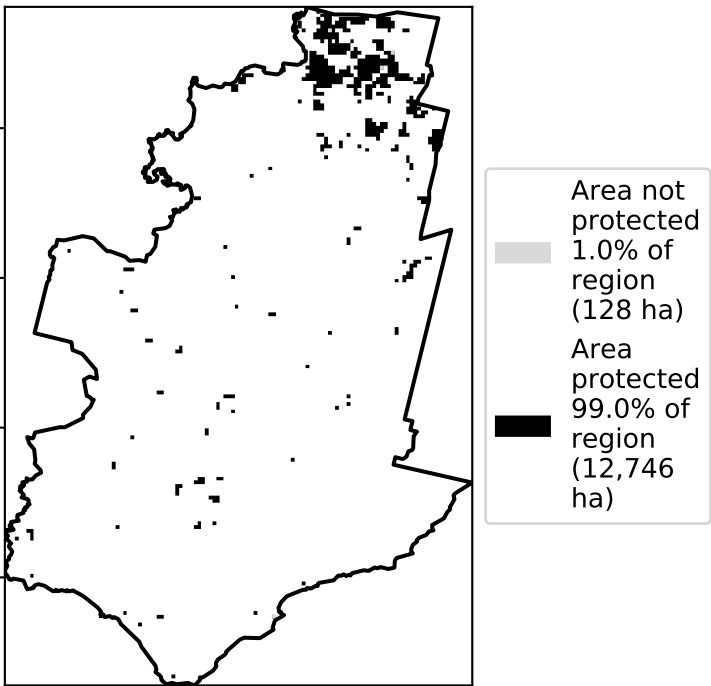 Area not
protected
1.0% of
region
(128 ha)
Area
protected
99.0% of
region
(12,746
ha)